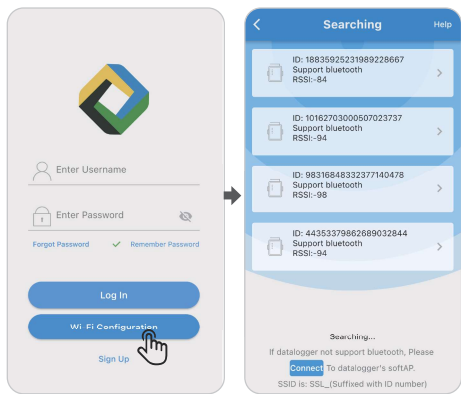 Enter Username
Enter Password
Forgot Password
Remember Password
Log In
Wi-Fi Configuration
Sign Up
Searching
Help
ID: 18835925231989228667
Support bluetooth
RSSI:-84
ID: 10162703000507023737
Support bluetooth
RSSI:-94
ID: 98316848332377140478
Support bluetooth
RSSI:-98
ID: 44353379862689032844
Support bluetooth
RSSI:-94
Searching...
If datalogger not support bluetooth, Please
Connect To datalogger's softAP.
SSID is: SSL_(Suffixed with ID number)